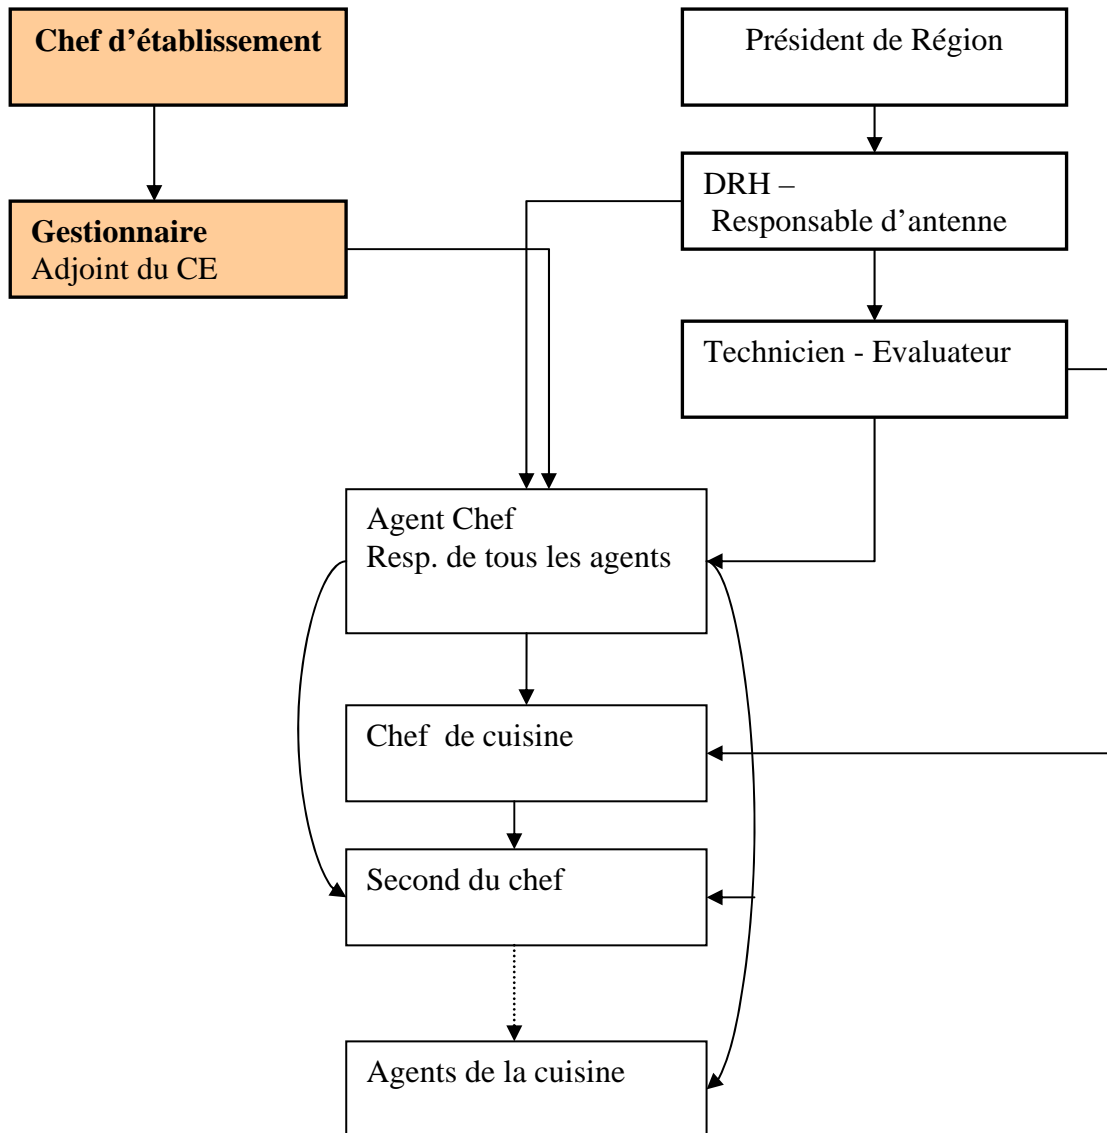 Chef d’établissement
Président de Région
DRH –
Responsable d’antenne
Gestionnaire
Adjoint du CE
Technicien - Evaluateur
Agent Chef
Resp. de tous les agents
Chef  de cuisine
Second du chef
Agents de la cuisine